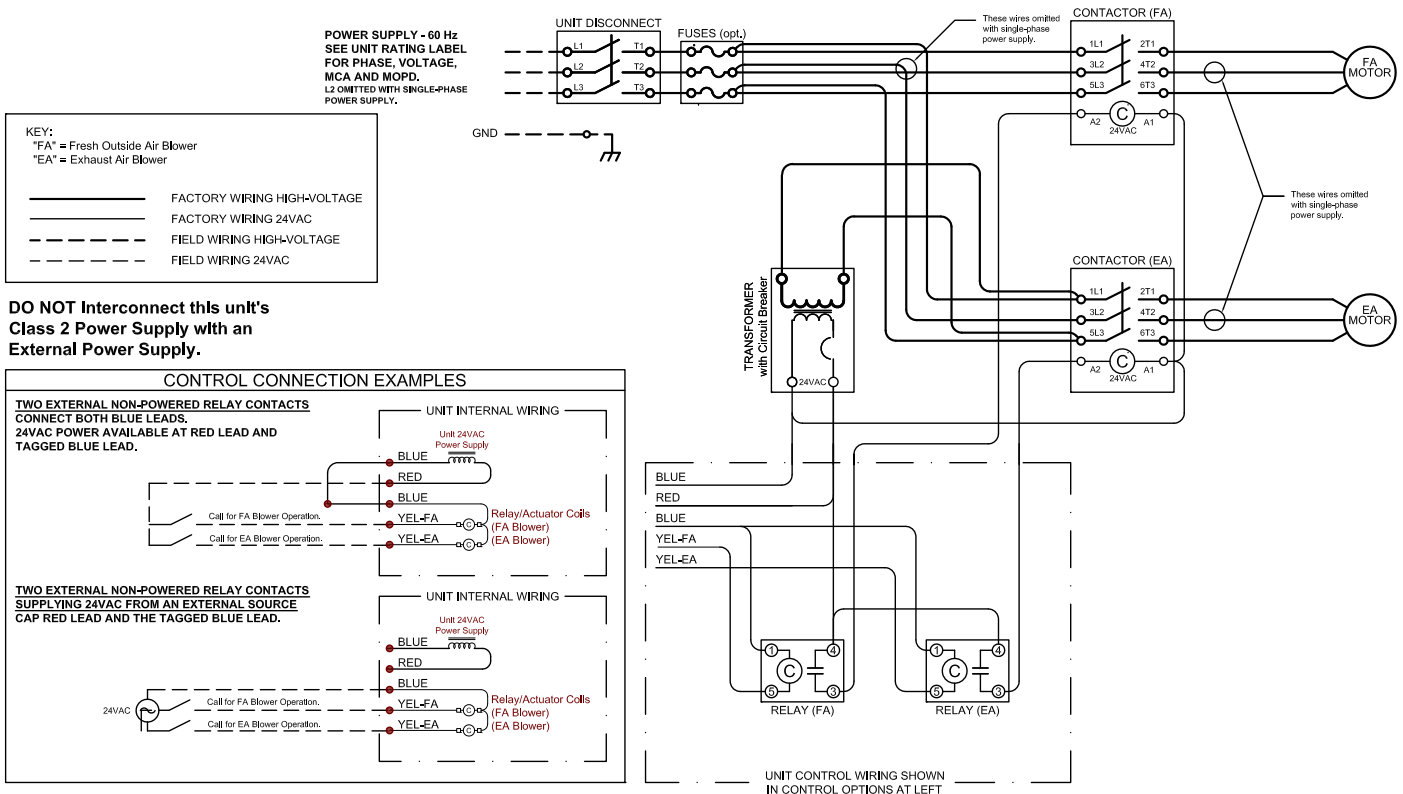 POWER SUPPLY - 60 Hz
SEE UNIT RATING LABEL
FOR PHASE, VOLTAGE,
MCA AND MOPD.
L2 OMITTED WITH SINGLE-PHASE
POWER SUPPLY.
UNIT DISCONNECT
L1
T1
L2
T2
L3
T3
FUSES (opt.)
GND
These wires omitted
with single-phase
power supply.
CONTACTOR (FA)
1L1
2T1
3L2
4T2
5L3
6T3
A2
C
A1
24VAC
FA
MOTOR
These wires omitted
with single-phase
power supply.
KEY:
"FA" = Fresh Outside Air Blower
"EA" = Exhaust Air Blower
FACTORY WIRING HIGH-VOLTAGE
FACTORY WIRING 24VAC
FIELD WIRING HIGH-VOLTAGE
FIELD WIRING 24VAC
DO NOT Interconnect this unit's
Class 2 Power Supply with an
External Power Supply.
TRANSFORMER
with Circuit Breaker
24VAC
CONTACTOR (EA)
1L1
2T1
3L2
4T2
5L3
6T3
A2
C
A1
24VAC
EA
MOTOR
CONTROL CONNECTION EXAMPLES
TWO EXTERNAL NON-POWERED RELAY CONTACTS
CONNECT BOTH BLUE LEADS.
24VAC POWER AVAILABLE AT RED LEAD AND
TAGGED BLUE LEAD.
UNIT INTERNAL WIRING
Unit 24VAC
Power Supply
BLUE
RED
BLUE
YEL-FA
YEL-EA
C
C
Relay/Actuator Coils
(FA Blower)
(EA Blower)
Call for FA Blower Operation.
Call for EA Blower Operation.
TWO EXTERNAL NON-POWERED RELAY CONTACTS
SUPPLYING 24VAC FROM AN EXTERNAL SOURCE
CAP RED LEAD AND THE TAGGED BLUE LEAD.
UNIT INTERNAL WIRING
Unit 24VAC
Power Supply
BLUE
RED
BLUE
YEL-FA
YEL-EA
C
C
Relay/Actuator Coils
(FA Blower)
(EA Blower)
24VAC
Call for FA Blower Operation.
Call for EA Blower Operation.
BLUE
RED
BLUE
YEL-FA
YEL-EA
1
4
C
5
3
RELAY (FA)
1
4
C
5
3
RELAY (EA)
UNIT CONTROL WIRING SHOWN
IN CONTROL OPTIONS AT LEFT